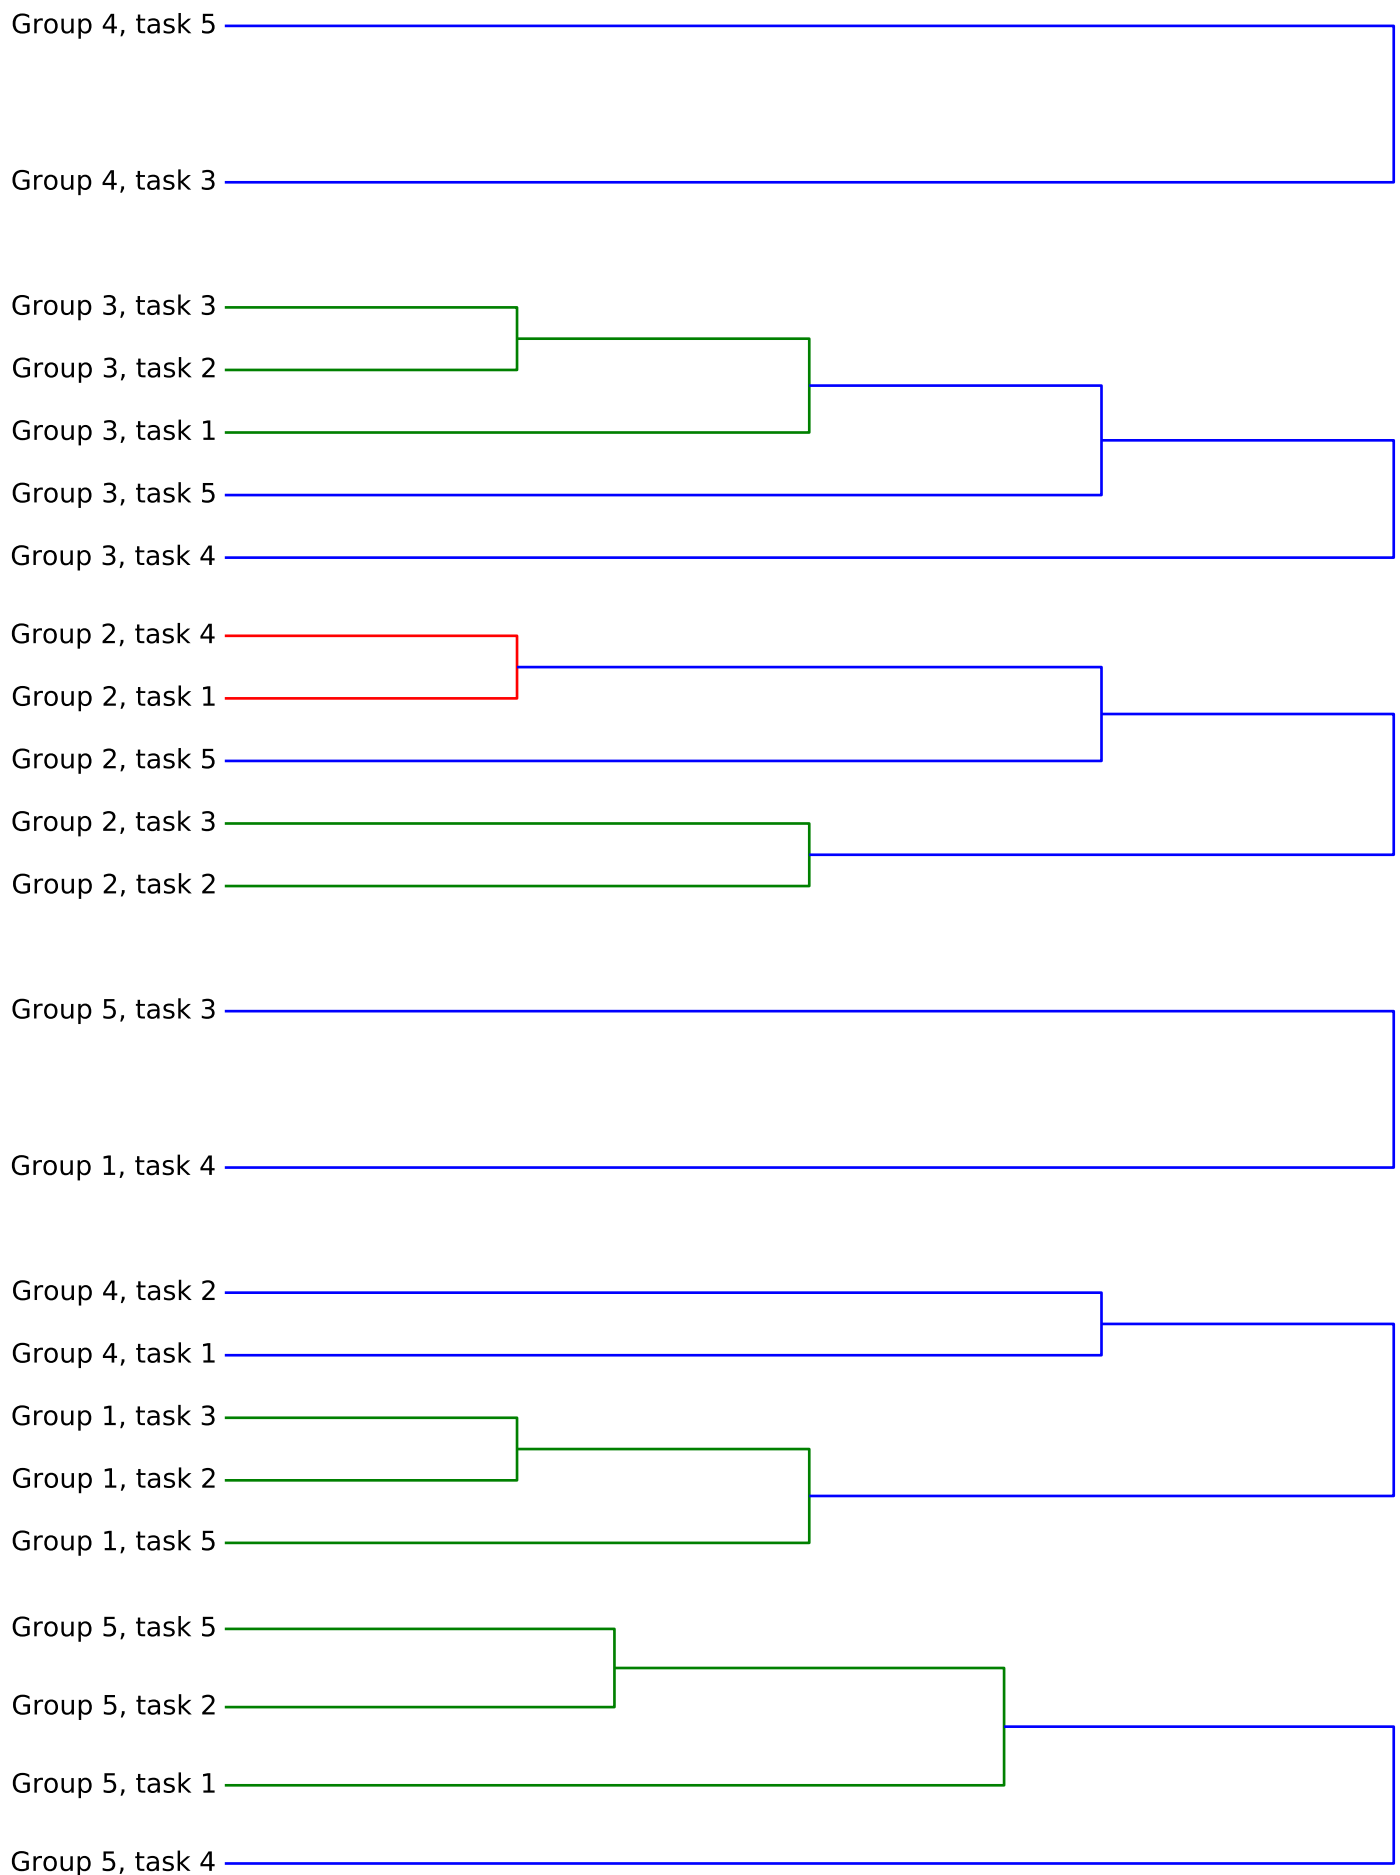 Group 4, task 5
Group 4, task 3
Group 3, task 3
Group 3, task 2
Group 3, task 1
Group 3, task 5
Group 3, task 4
Group 2, task 4
Group 2, task 1
Group 2, task 5
Group 2, task 3
Group 2, task 2
Group 5, task 3
Group 1, task 4
Group 4, task 2
Group 4, task 1
Group 1, task 3
Group 1, task 2
Group 1, task 5
Group 5, task 5
Group 5, task 2
Group 5, task 1
Group 5, task 4